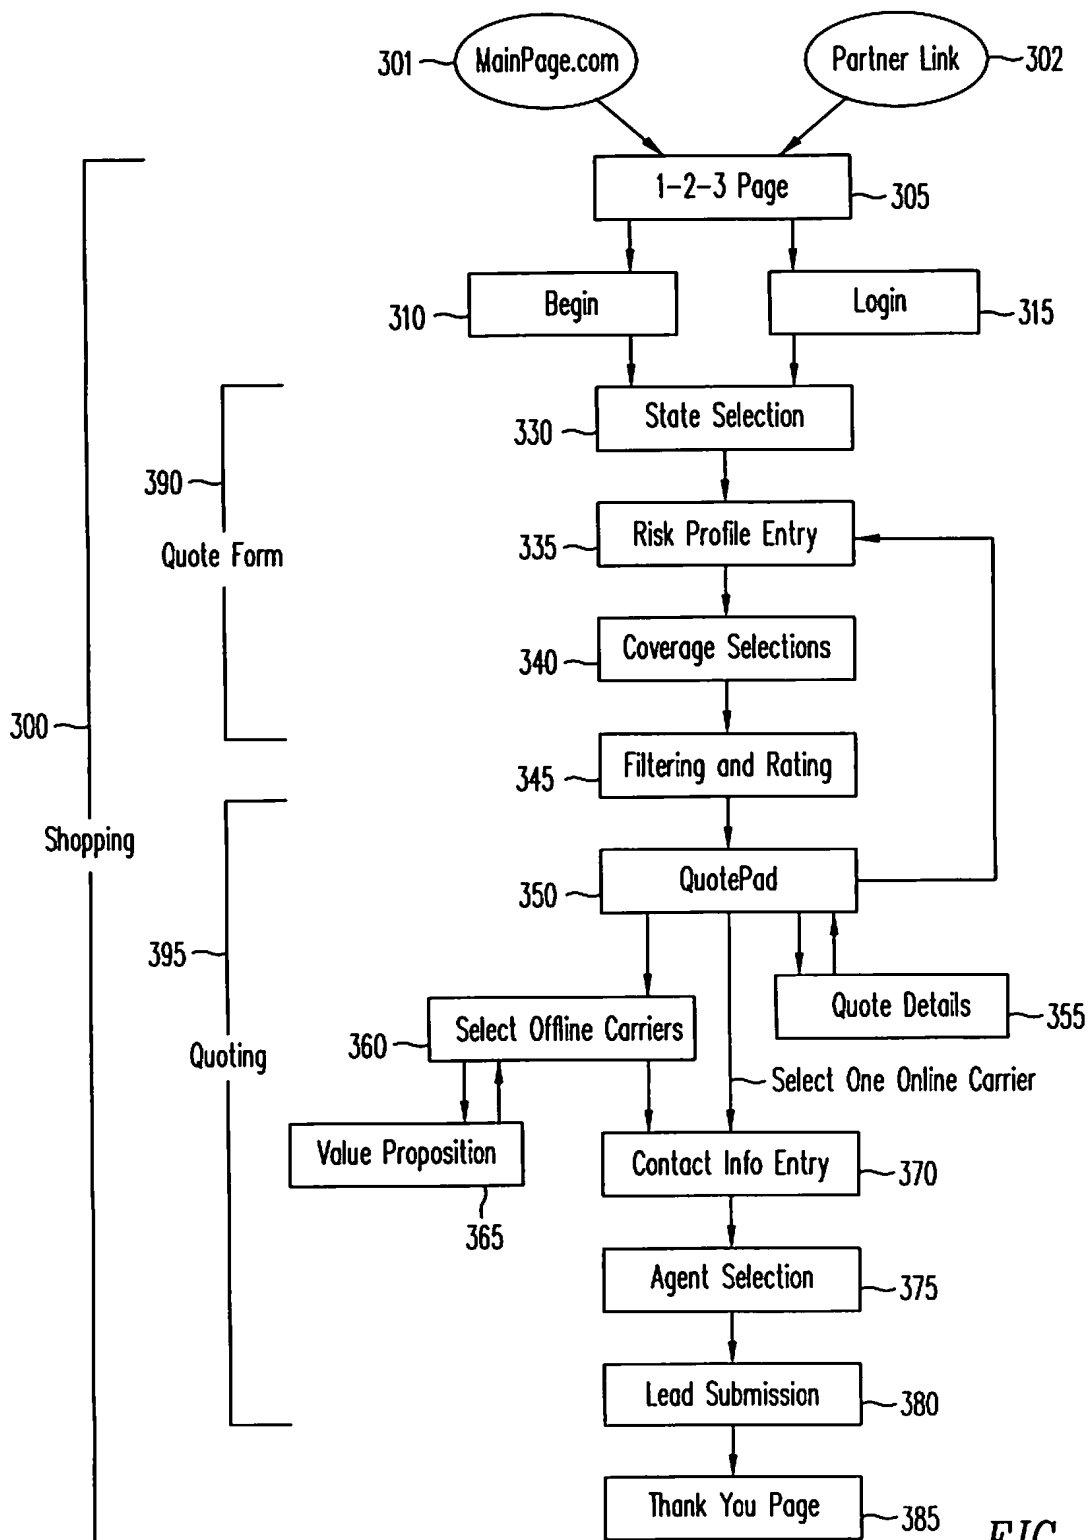 301 MainPage.com
Partner Link 302
1-2-3 Page 305
310 Begin
Login 315
330 State Selection
390
Quote Form
335 Risk Profile Entry
340 Coverage Selections
300
345 Filtering and Rating
Shopping
350 QuotePad
395
Quote Details 355
360 Select Offline Carriers
Quoting
Select One Online Carrier
Value Proposition
365
Contact Info Entry 370
Agent Selection 375
Lead Submission 380
Thank You Page 385